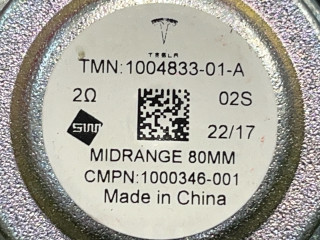 TESLA
TMN:1004833-01-A
2Ω 02S
22/17
MIDRANGE 80MM
CMPN:1000346-001
Made in China